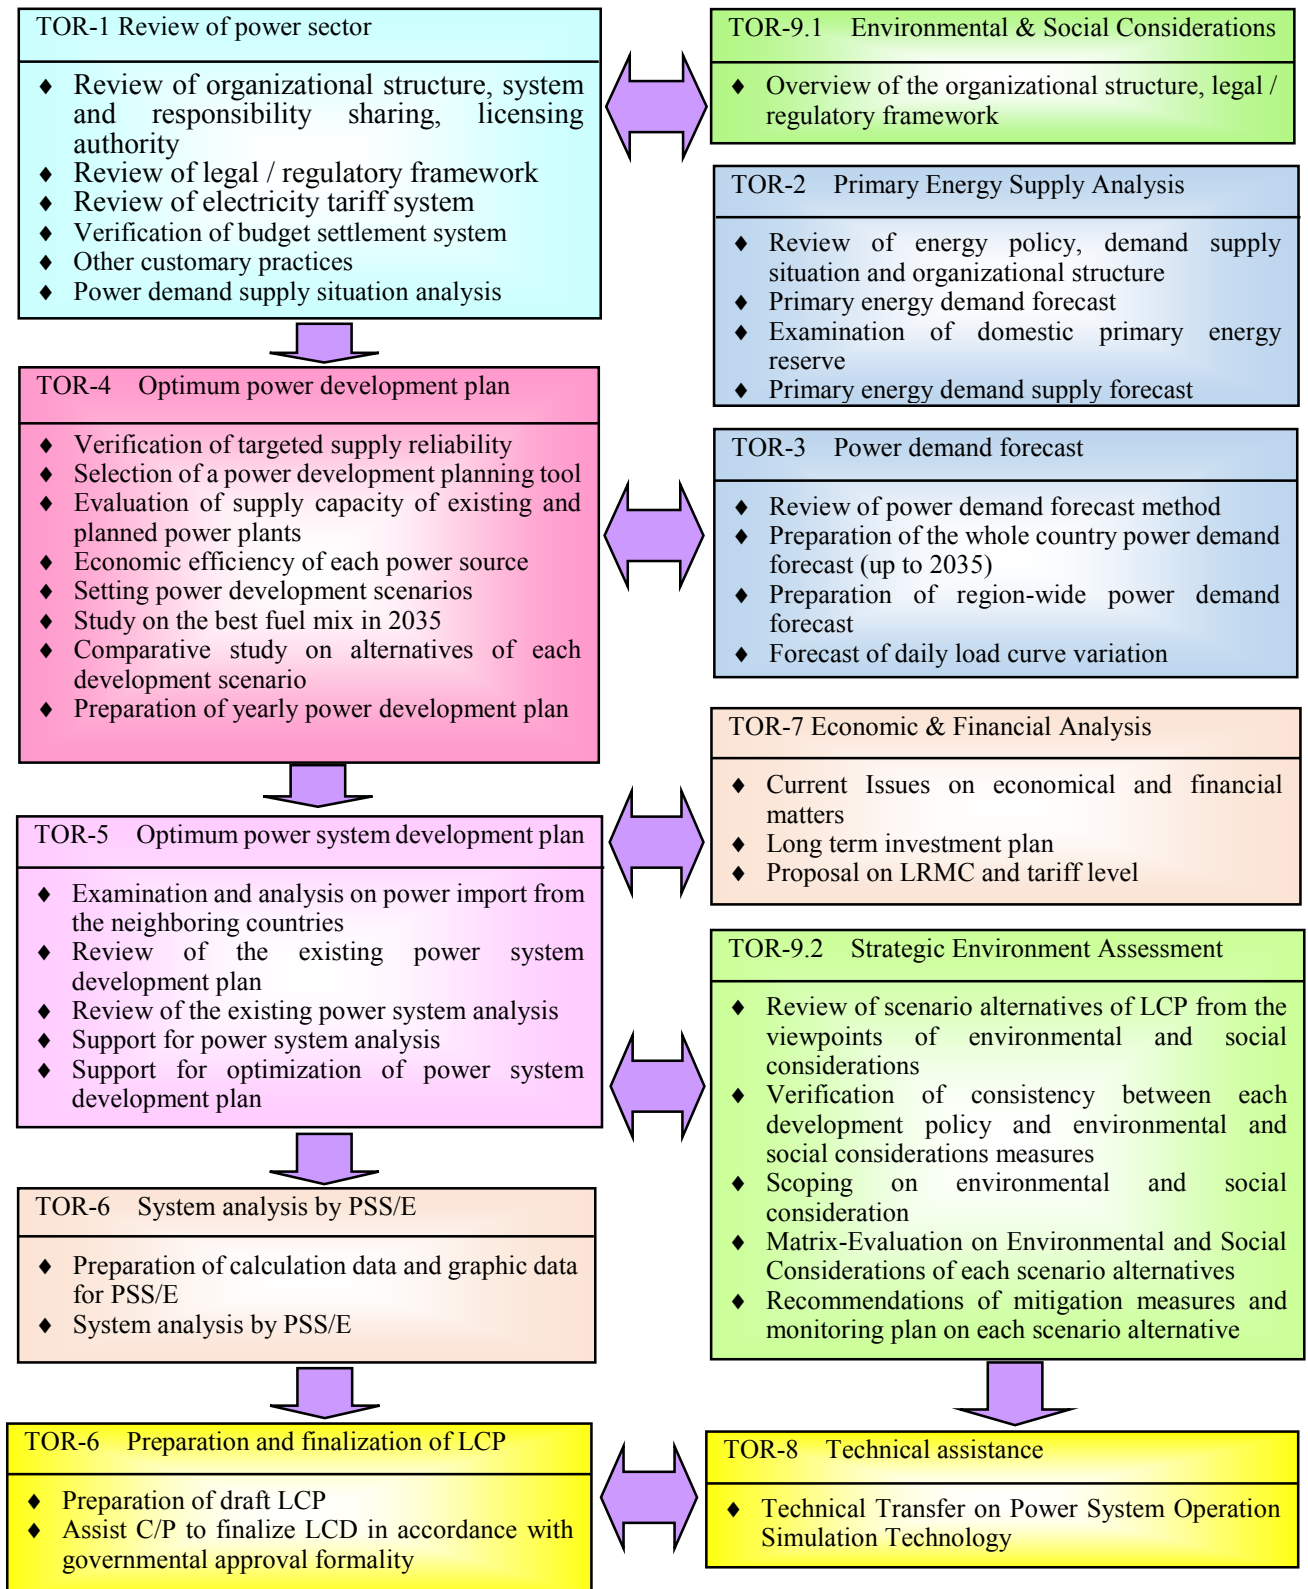 TOR-1 Review of power sector
♦ Review of organizational structure, system
and responsibility sharing, licensing
authority
♦ Review of legal / regulatory framework
♦ Review of electricity tariff system
♦ Verification of budget settlement system
♦ Other customary practices
♦ Power demand supply situation analysis
TOR-9.1 Environmental & Social Considerations
♦ Overview of the organizational structure, legal /
regulatory framework
TOR-2 Primary Energy Supply Analysis
♦ Review of energy policy, demand supply
situation and organizational structure
♦ Primary energy demand forecast
♦ Examination of domestic primary energy
reserve
♦ Primary energy demand supply forecast
TOR-4 Optimum power development plan
♦ Verification of targeted supply reliability
♦ Selection of a power development planning tool
♦ Evaluation of supply capacity of existing and
planned power plants
♦ Economic efficiency of each power source
♦ Setting power development scenarios
♦ Study on the best fuel mix in 2035
♦ Comparative study on alternatives of each
development scenario
♦ Preparation of yearly power development plan
TOR-3 Power demand forecast
♦ Review of power demand forecast method
♦ Preparation of the whole country power demand
forecast (up to 2035)
♦ Preparation of region-wide power demand
forecast
♦ Forecast of daily load curve variation
TOR-7 Economic & Financial Analysis
♦ Current Issues on economical and financial
matters
♦ Long term investment plan
♦ Proposal on LRMC and tariff level
TOR-5 Optimum power system development plan
♦ Examination and analysis on power import from
the neighboring countries
♦ Review of the existing power system
development plan
♦ Review of the existing power system analysis
♦ Support for power system analysis
♦ Support for optimization of power system
development plan
TOR-9.2 Strategic Environment Assessment
♦ Review of scenario alternatives of LCP from the
viewpoints of environmental and social
considerations
♦ Verification of consistency between each
development policy and environmental and
social considerations measures
♦ Scoping on environmental and social
consideration
♦ Matrix-Evaluation on Environmental and Social
Considerations of each scenario alternatives
♦ Recommendations of mitigation measures and
monitoring plan on each scenario alternative
TOR-6 System analysis by PSS/E
♦ Preparation of calculation data and graphic data
for PSS/E
♦ System analysis by PSS/E
TOR-6 Preparation and finalization of LCP
♦ Preparation of draft LCP
♦ Assist C/P to finalize LCD in accordance with
governmental approval formality
TOR-8 Technical assistance
♦ Technical Transfer on Power System Operation
Simulation Technology